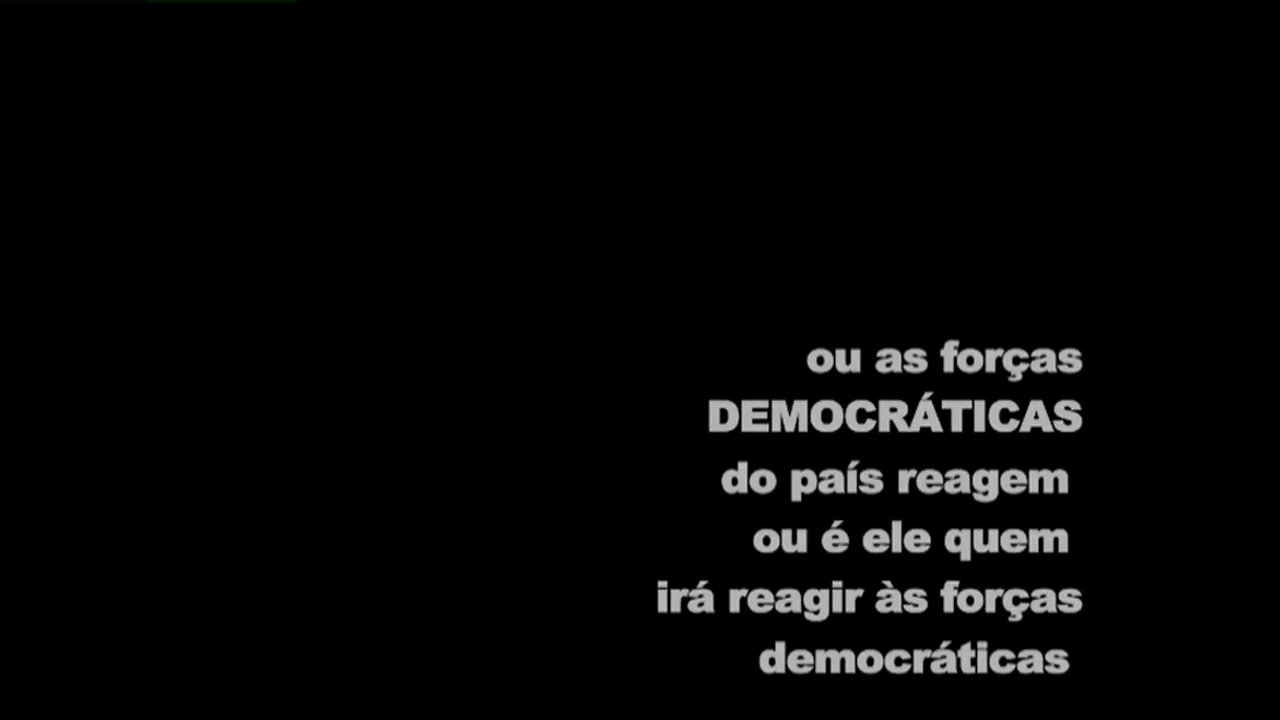 ou as forças
DEMOCRÁTICAS
do país reagem
ou é ele quem
irá reagir às forças
democráticas